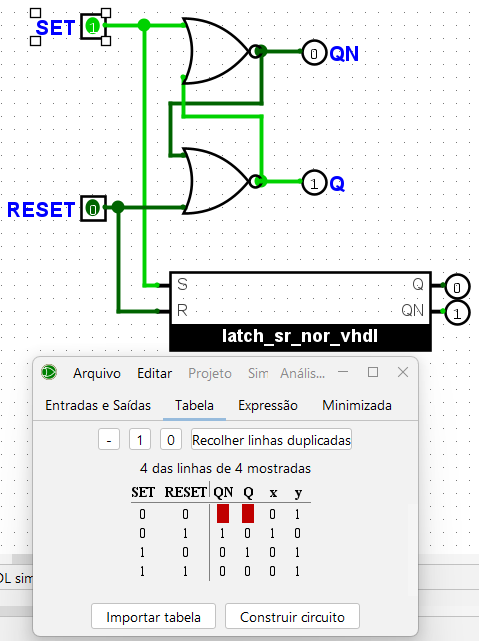 SET 1
0 QN
1 Q
RESET 0
S Q 0
R QN 1
latch_sr_nor_vhdl
Arquivo Editar Projeto Sim Anális...
Entradas e Saídas Tabela Expressão Minimizada
- 1 0 Recolher linhas duplicadas
4 das linhas de 4 mostradas
SET RESET QN Q x y
0 0 0 1
0 1 1 0 1 0
1 0 0 1 0 1
1 1 0 0 0 1
DL sim
Importar tabela Construir circuito